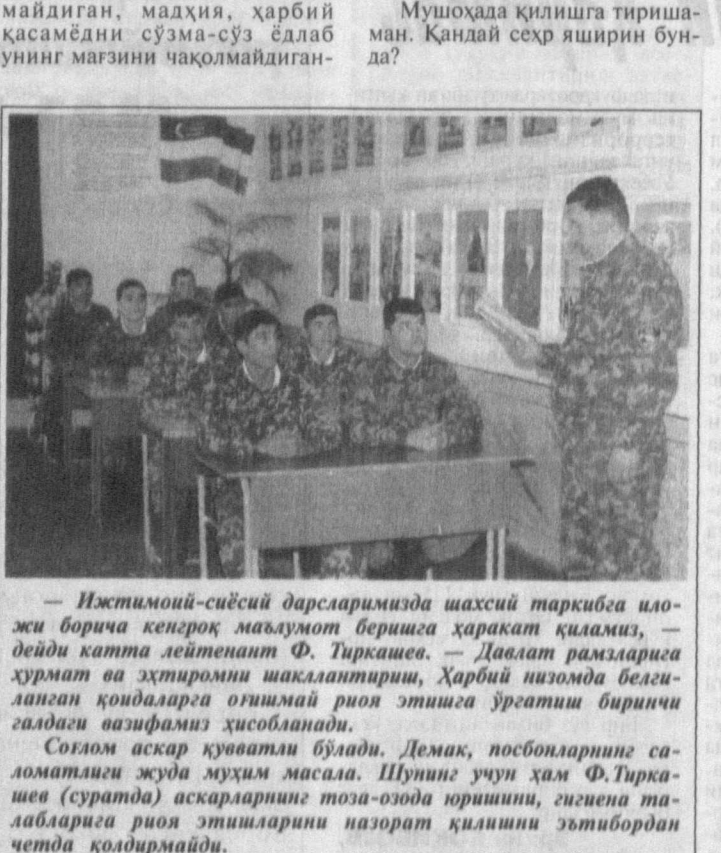 майдиган, мадҳия, ҳарбий
қасамёдни сўзма-сўз ёдлаб
унинг мағзини чақолмайдиган-
Мушоҳада қилишга тириша-
ман. Қандай сеҳр яширин бун-
да?
— Ижтимоий-сиёсий дарсларимизда шахсий таркибга ило-
жи борича кенгроқ маълумот беришга ҳаракат қиламиз, —
дейди катта лейтенант Ф. Тиркашев. — Давлат рамзларига
ҳурмат ва эҳтиромни шакллантириш, Ҳарбий низомда белги-
ланган қоидаларга оғишмай риоя этишга ўргатиш биринчи
галдаги вазифамиз ҳисобланади.
Соғлом аскар қувватли бўлади. Демак, посбонларнинг са-
ломатлиги жуда муҳим масала. Шунинг учун ҳам Ф. Тирка-
шев (суратда) аскарларнинг тоза-озода юришини, гигиена та-
лабларига риоя этишларини назорат қилишни эътибордан
четда қолдирмайди.